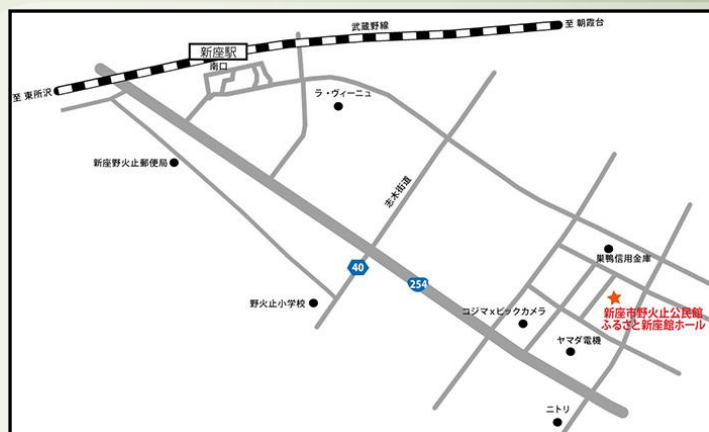 武蔵野線
至 朝霞台
新座駅
南口
至 東所沢
ラ・ヴィーニュ
新座野火止郵便局
志木街道
巣鴨信用金庫
40
254
野火止小学校
コジマ×ビックカメラ
新座市野火止公民館
ふるさと新座館ホール
ヤマダ電機
ニトリ